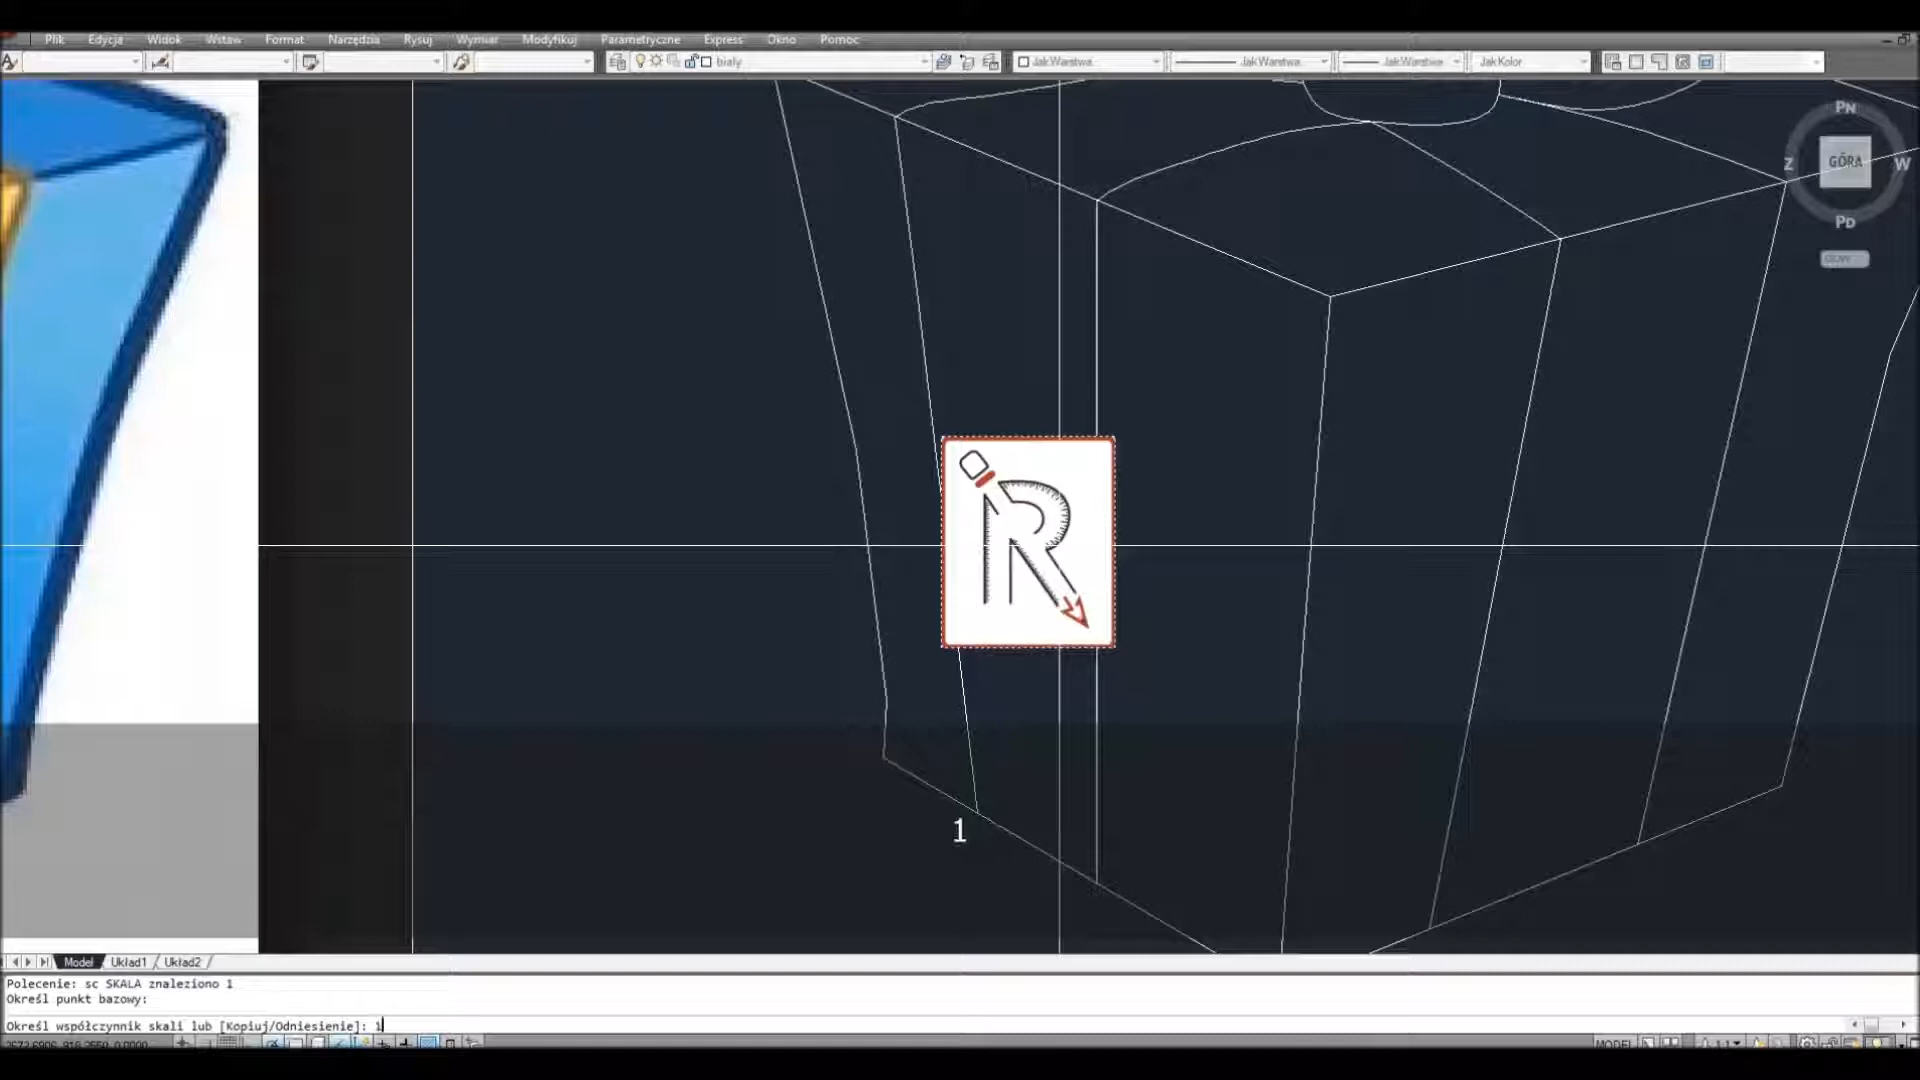 Plik Edycja Widok Wstaw Format Narzędzia Rysuj Wymiar Modyfikuj Parametryczne Express Okno Pomoc
biały JakWarstwa JakWarstwa JakWarstwa JakKolor
PN
Z GÓRA W
PD
R
1
Model Układ1 Układ2
Polecenie: sc SKALA znaleziono 1
Określ punkt bazowy:
Określ współczynnik skali lub [Kopiuj/Odniesienie]: 1
MODEL 1:1